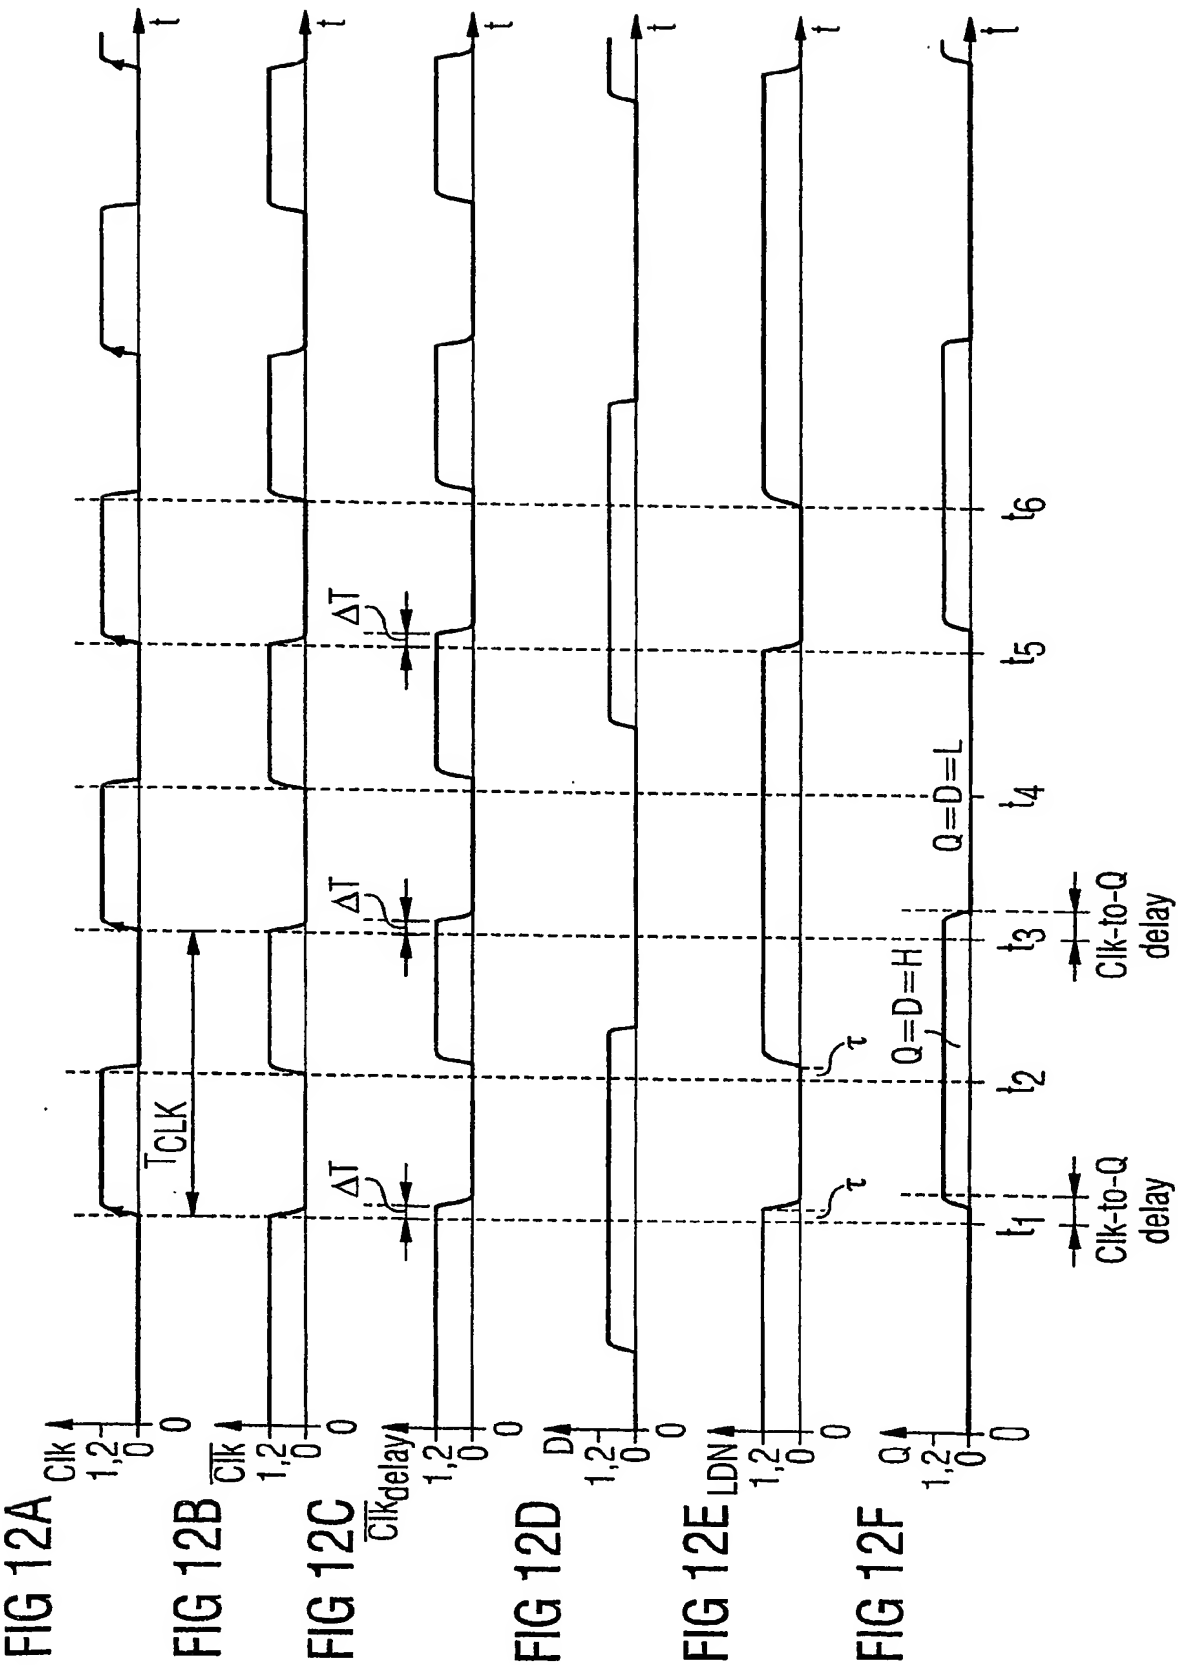 FIG 12A
Clk
1,2
0
0
t
T̅CLK
FIG 12B
C̅l̅k̅
1,2
0
0
t
FIG 12C
C̅l̅k̅delay
1,2
0
0
ΔT
ΔT
ΔT
t
FIG 12D
D
1,2
0
0
t
FIG 12E
LDN
1,2
0
0
τ
τ
t
FIG 12F
Q
1,2
0
0
Q=D=H
Q=D=L
t
t1
t2
t3
t4
t5
t6
Clk-to-Q
delay
Clk-to-Q
delay